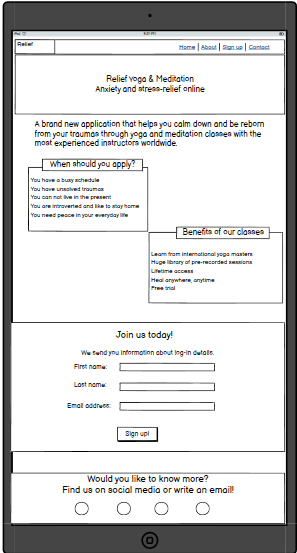 iPad
9:21 PM
Relief
Home | About | Sign up | Contact
Relief Yoga & Meditation
Anxiety and stress-relief online
A brand new application that helps you calm down and be reborn
from your traumas through yoga and meditation classes with the
most experienced instructors worldwide.
When should you apply?
You have a busy schedule
You have unsolved traumas
You can not live in the present
You are introverted and like to stay home
You need peace in your everyday life
Benefits of our classes
Learn from international yoga masters
Huge library of pre-recorded sessions
Lifetime access
Heal anywhere, anytime
Free trial
Join us today!
We send you information about log-in details.
First name:
Last name:
Email address:
Sign up!
Would you like to know more?
Find us on social media or write an email!